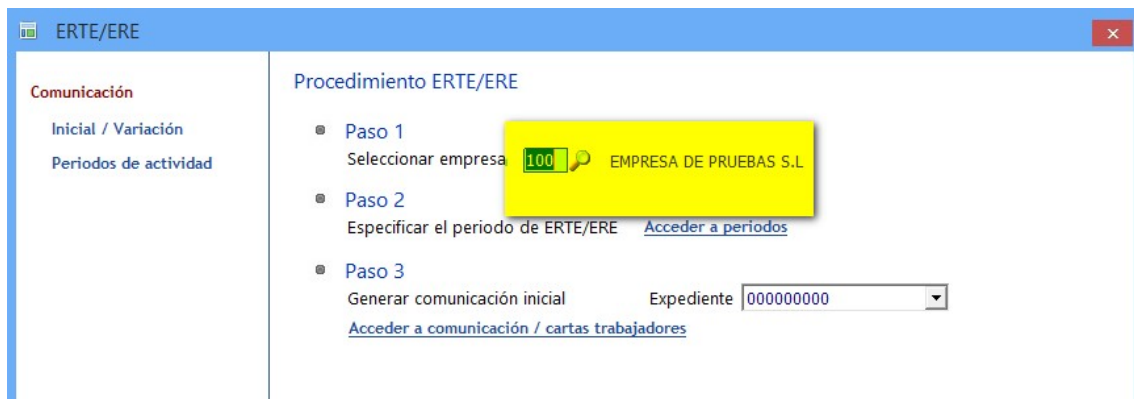 ERTE/ERE
Comunicación
Inicial / Variación
Periodos de actividad
Procedimiento ERTE/ERE
Paso 1
Seleccionar empresa 100 EMPRESA DE PRUEBAS S.L
Paso 2
Especificar el periodo de ERTE/ERE Acceder a periodos
Paso 3
Generar comunicación inicial Expediente 000000000
Acceder a comunicación / cartas trabajadores